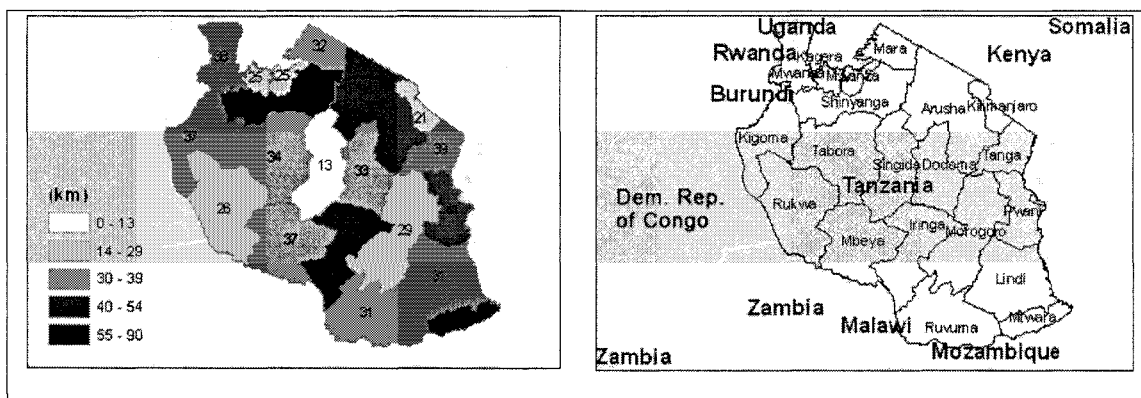 32
38
25
25
21
37
34
39
13
33
26
29
37
31
31
(km)
0 - 13
14 - 29
30 - 39
40 - 54
55 - 90
Uganda
Somalia
Rwanda
Mara
Kenya
Kagera
Burundi
Shinyanga
Arusha
Kilimanjaro
Kigoma
Tabora
Singida
Dodoma
Tanga
Dem. Rep.
of Congo
Tanzania
Rukwa
Pwani
Iringa
Morogoro
Mbeya
Lindi
Zambia
Malawi
Ruvuma
Mtwara
Zambia
Mozambique